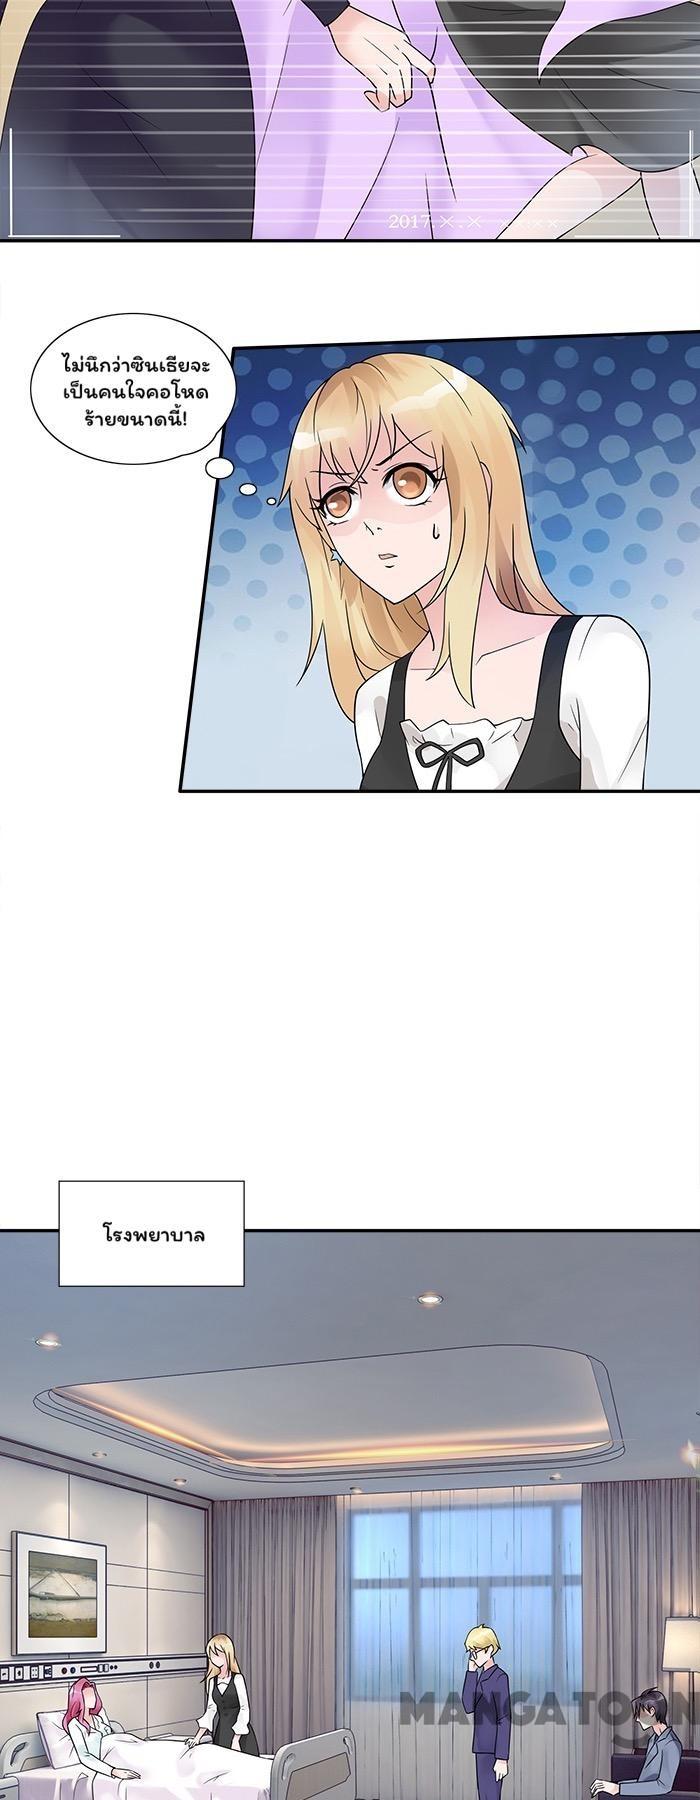 2017.×.× ××:××
ไม่นึกว่าซินเธียจะ
เป็นคนใจคอโหด
ร้ายขนาดนี้!
โรงพยาบาล
MANGATOON